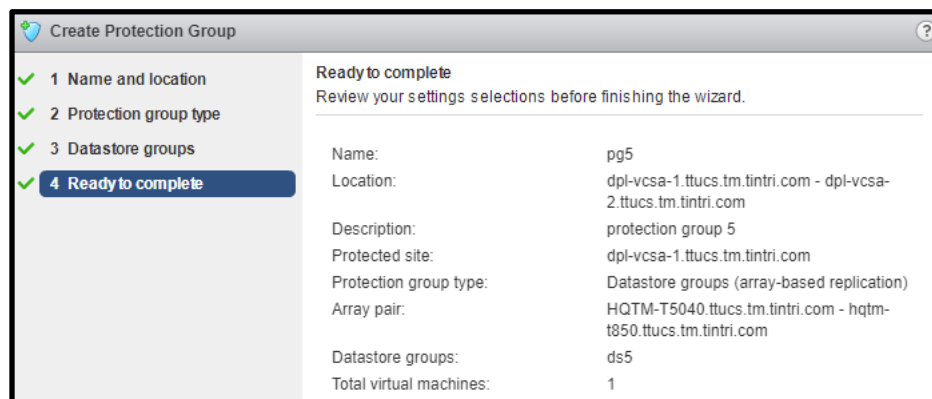 Create Protection Group
?
1 Name and location
2 Protection group type
3 Datastore groups
4 Ready to complete
Ready to complete
Review your settings selections before finishing the wizard.
Name: pg5
Location: dpl-vcsa-1.ttucs.tm.tintri.com - dpl-vcsa-
2.ttucs.tm.tintri.com
Description: protection group 5
Protected site: dpl-vcsa-1.ttucs.tm.tintri.com
Protection group type: Datastore groups (array-based replication)
Array pair: HQTM-T5040.ttucs.tm.tintri.com - hqtm-
t850.ttucs.tm.tintri.com
Datastore groups: ds5
Total virtual machines: 1